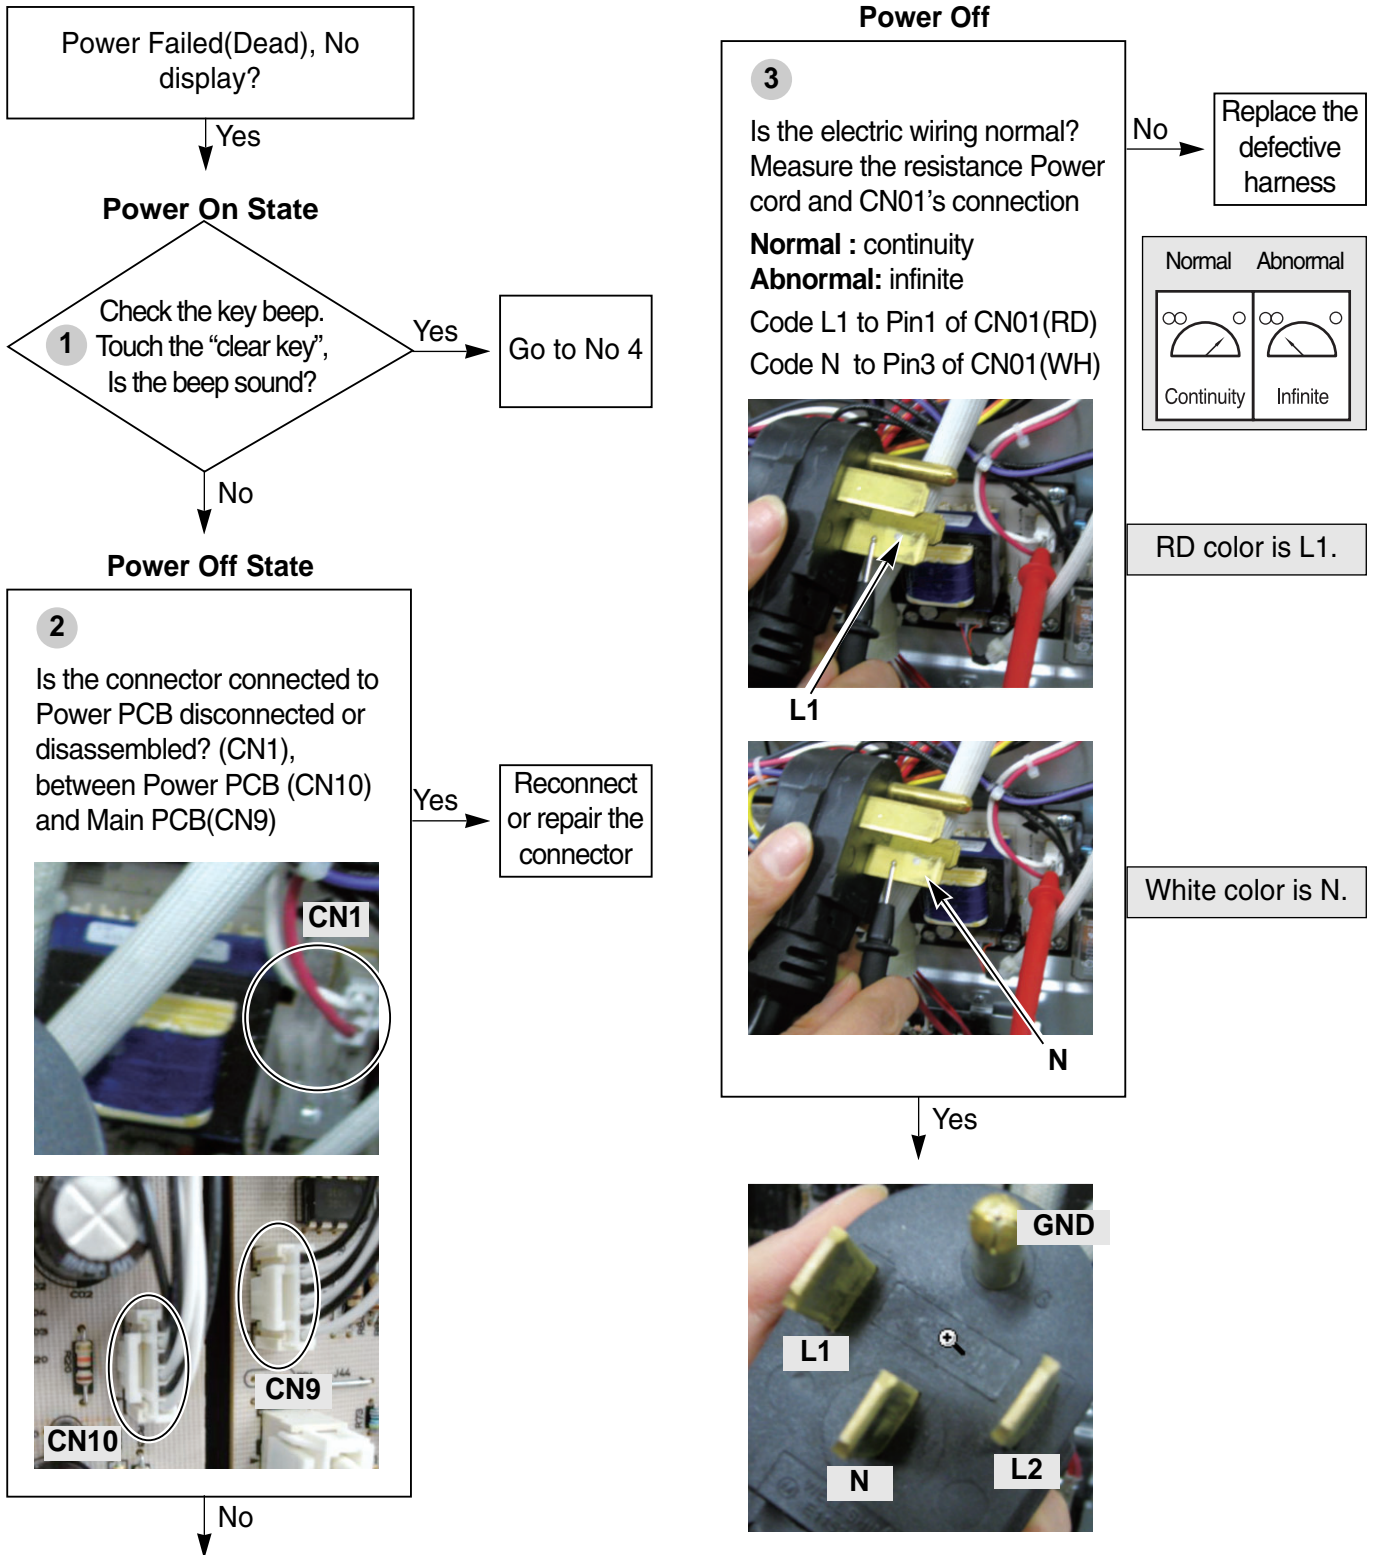 Power Failed(Dead), No
display?
Yes
Power On State
1
Check the key beep.
Touch the “clear key”,
Is the beep sound?
Yes
Go to No 4
No
Power Off State
2
Is the connector connected to
Power PCB disconnected or
disassembled? (CN1),
between Power PCB (CN10)
and Main PCB(CN9)
Yes
Reconnect
or repair the
connector
CN1
CN9
CN10
No
Power Off
3
Is the electric wiring normal?
Measure the resistance Power
cord and CN01’s connection
Normal : continuity
Abnormal: infinite
Code L1 to Pin1 of CN01(RD)
Code N to Pin3 of CN01(WH)
No
Replace the
defective
harness
Normal Abnormal
Continuity Infinite
L1
RD color is L1.
N
White color is N.
Yes
GND
L1
N
L2